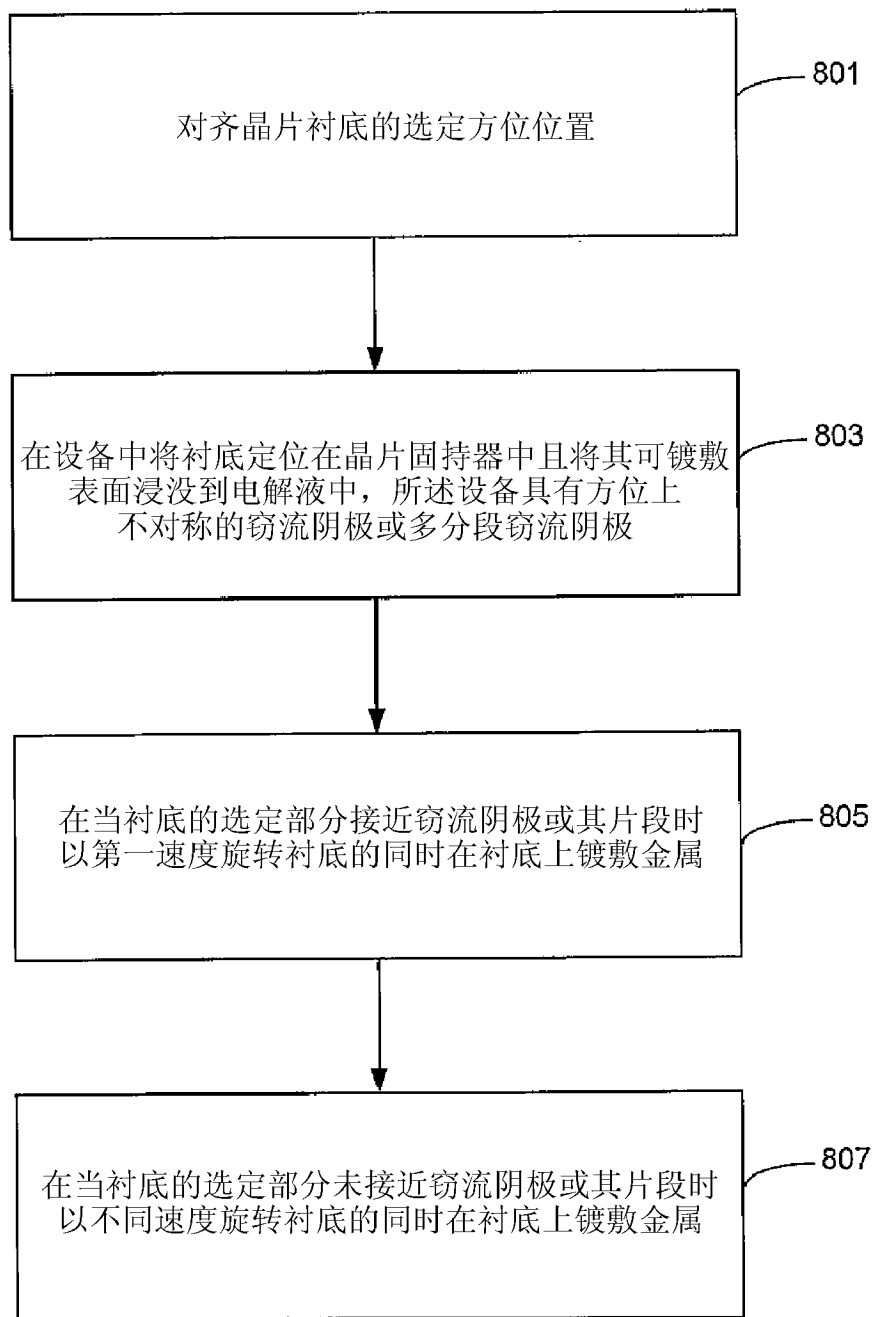 对齐晶片衬底的选定方位位置
801
在设备中将衬底定位在晶片固持器中且将其可镀敷
表面浸没到电解液中，所述设备具有方位上
不对称的窃流阴极或多分段窃流阴极
803
在当衬底的选定部分接近窃流阴极或其片段时
以第一速度旋转衬底的同时在衬底上镀敷金属
805
在当衬底的选定部分未接近窃流阴极或其片段时
以不同速度旋转衬底的同时在衬底上镀敷金属
807